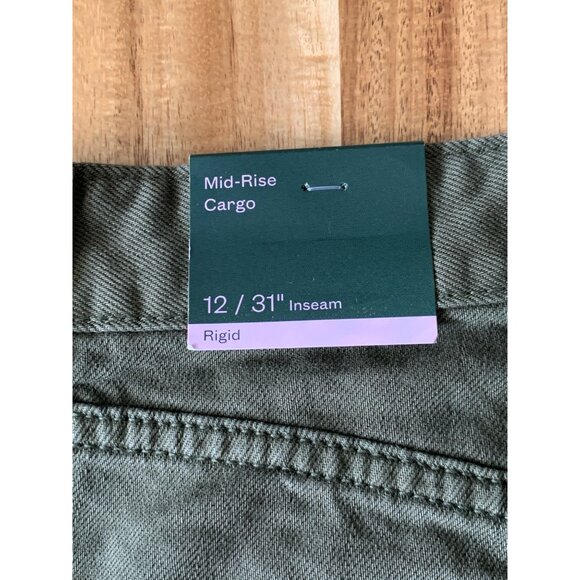 Mid-Rise
Cargo
12 / 31" Inseam
Rigid